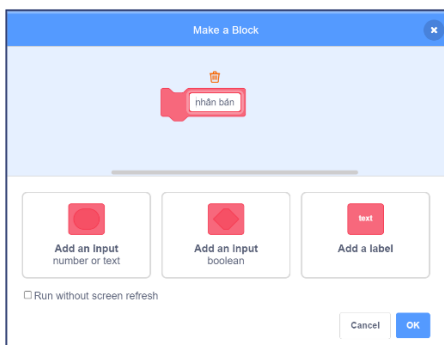 Make a Block
nhân bản
text
Add an input
number or text
Add an input
boolean
Add a label
Run without screen refresh
Cancel
OK